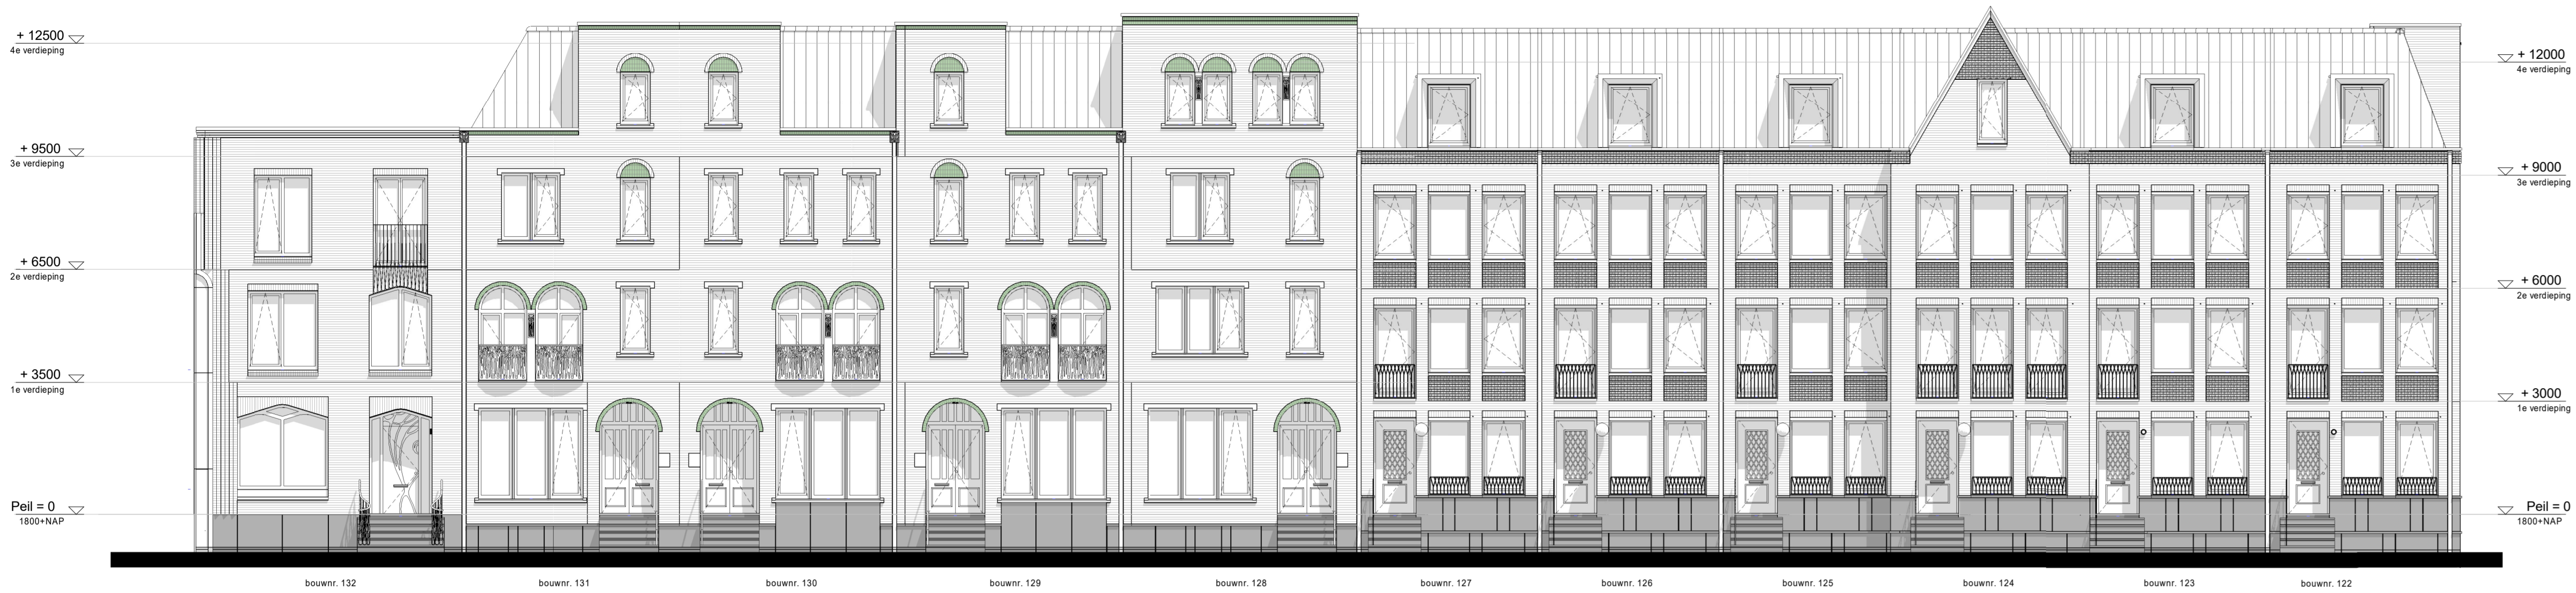 + 12500
4e verdieping
+ 9500
3e verdieping
+ 6500
2e verdieping
+ 3500
1e verdieping
Peil = 0
1800+NAP
+ 12000
4e verdieping
+ 9000
3e verdieping
+ 6000
2e verdieping
+ 3000
1e verdieping
Peil = 0
1800+NAP
bouwnr. 132
bouwnr. 131
bouwnr. 130
bouwnr. 129
bouwnr. 128
bouwnr. 127
bouwnr. 126
bouwnr. 125
bouwnr. 124
bouwnr. 123
bouwnr. 122